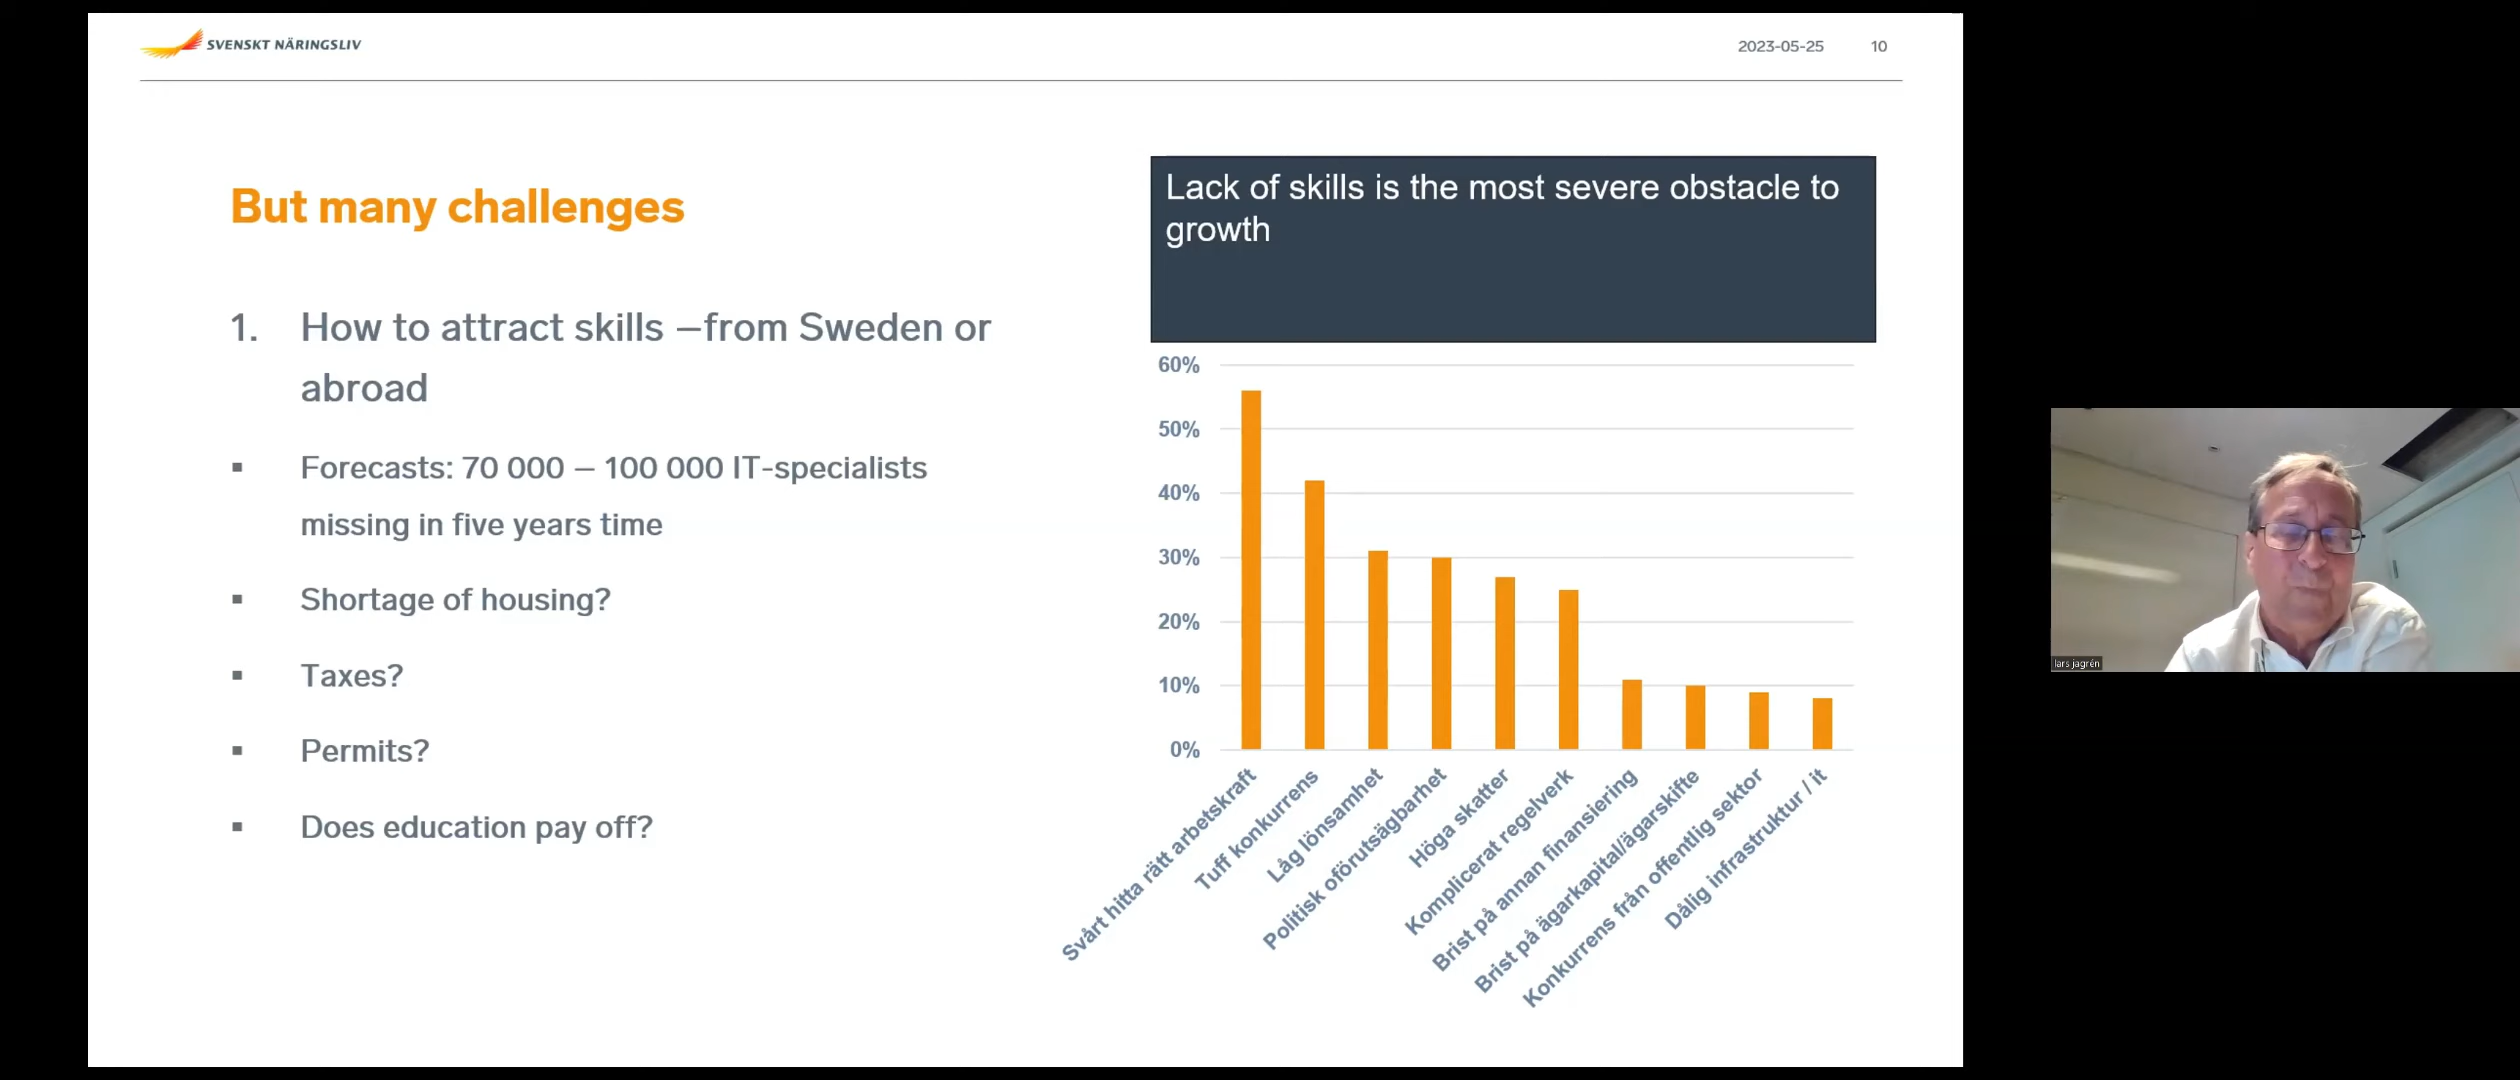 SVENSKT NÄRINGSLIV
2023-05-25 10
But many challenges
1. How to attract skills –from Sweden or
abroad
▪ Forecasts: 70 000 – 100 000 IT-specialists
missing in five years time
▪ Shortage of housing?
▪ Taxes?
▪ Permits?
▪ Does education pay off?
Lack of skills is the most severe obstacle to
growth
60%
50%
40%
30%
20%
10%
0%
Svårt hitta rätt arbetskraft
Tuff konkurrens
Låg lönsamhet
Politisk oförutsägbarhet
Höga skatter
Komplicerat regelverk
Brist på annan finansiering
Brist på ägarkapital/ägarskifte
Konkurrens från offentlig sektor
Dålig infrastruktur / it
lars jagrén